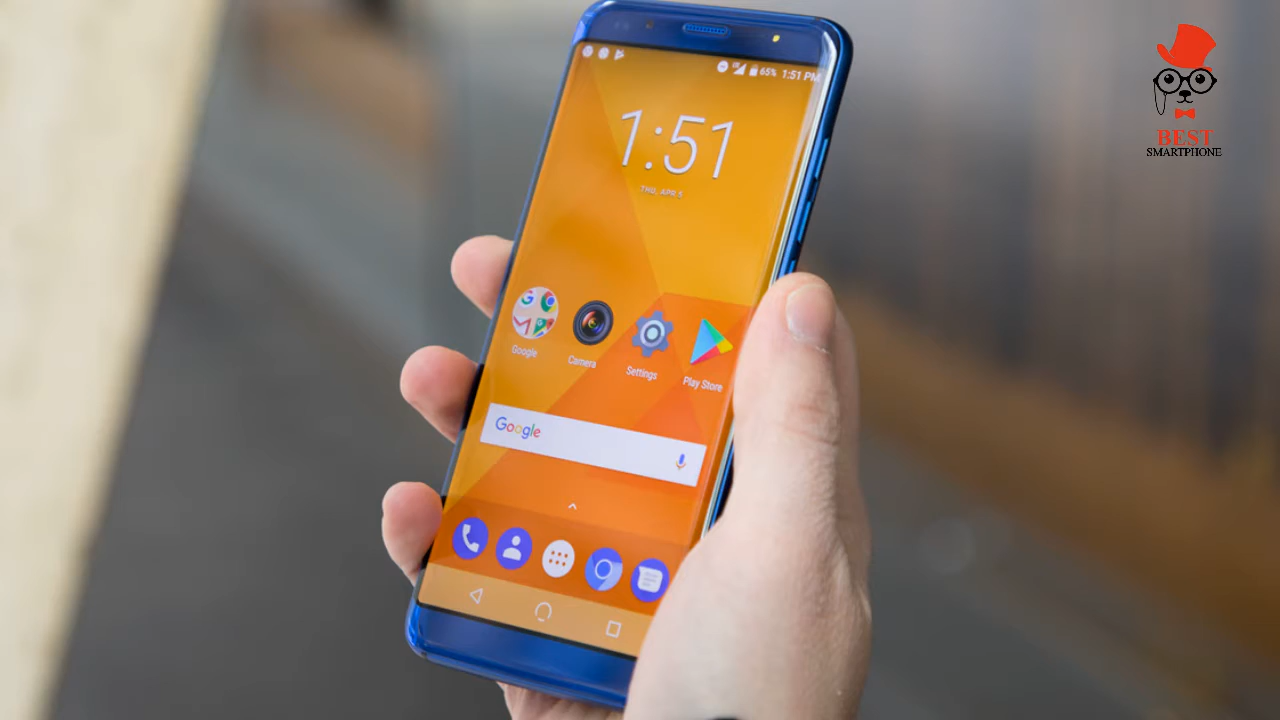 65% 1:51 PM
1:51
THU, APR 5
Google
Camera
Settings
Play Store
Google
BEST
SMARTPHONE